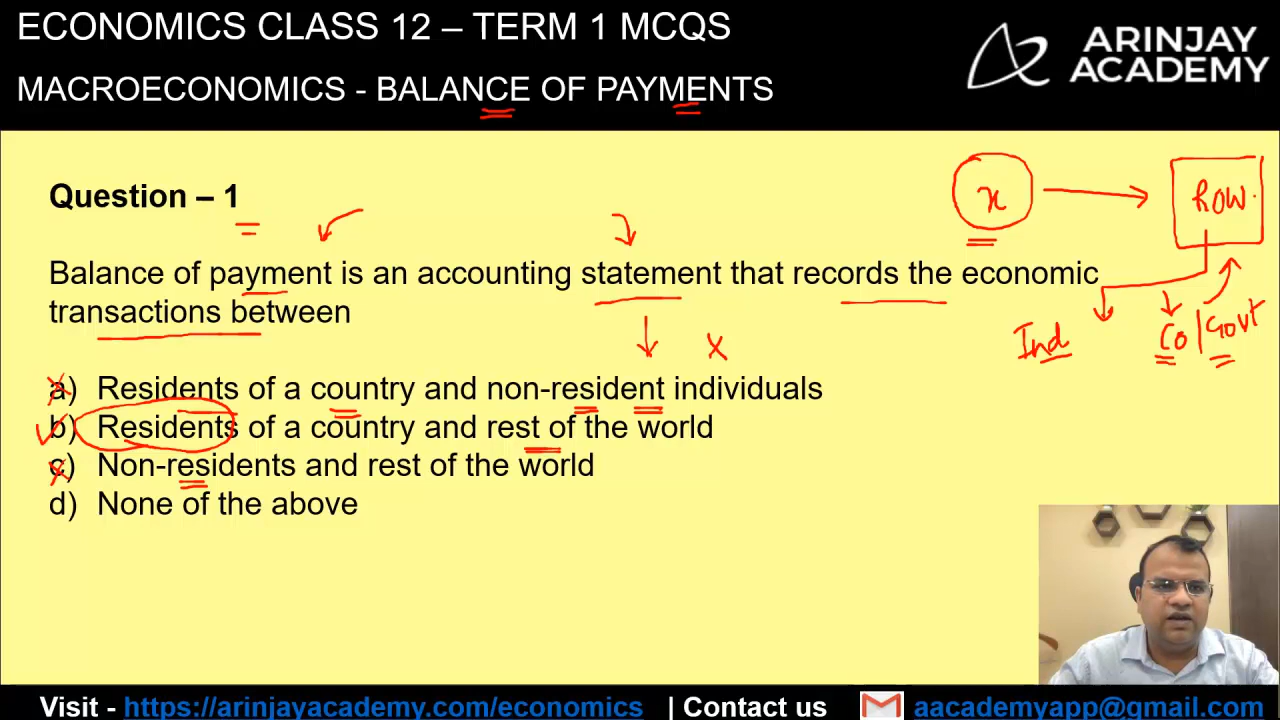 ECONOMICS CLASS 12 – TERM 1 MCQS
MACROECONOMICS - BALANCE OF PAYMENTS
ARINJAY
ACADEMY
Question – 1
x
ROW
Balance of payment is an accounting statement that records the economic
transactions between
Ind
Co/Govt
x
a) Residents of a country and non-resident individuals
b) Residents of a country and rest of the world
c) Non-residents and rest of the world
d) None of the above
Visit - https://arinjayacademy.com/economics | Contact us aacademyapp@gmail.com